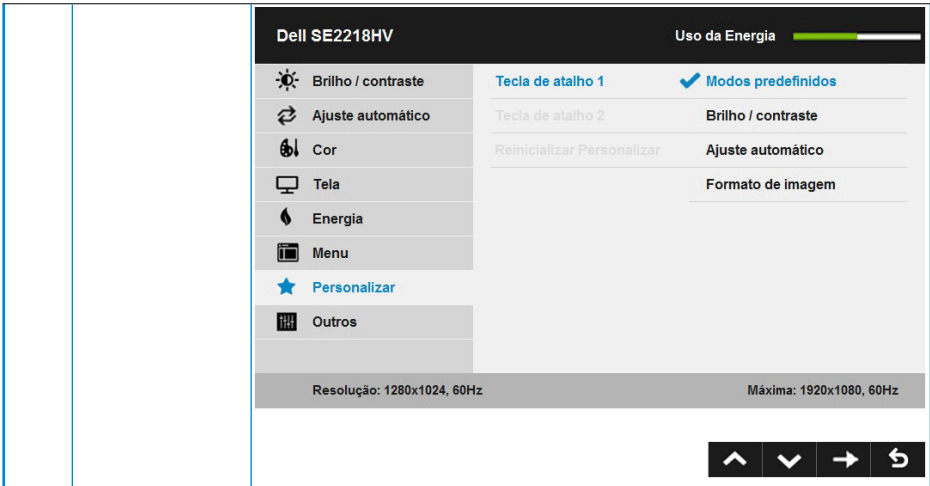 Dell SE2218HV Uso da Energia
Brilho / contraste Tecla de atalho 1 Modos predefinidos
Ajuste automático Tecla de atalho 2 Brilho / contraste
Cor Reinicializar Personalizar Ajuste automático
Tela Formato de imagem
Energia
Menu
Personalizar
Outros
Resolução: 1280x1024, 60Hz Máxima: 1920x1080, 60Hz